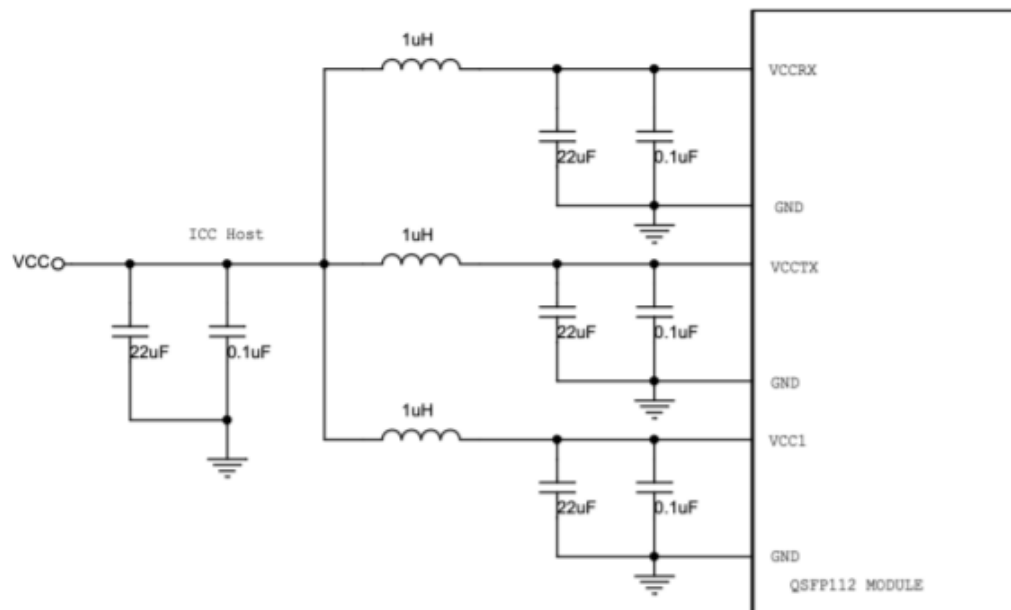 1uH
VCCRX
22uF
0.1uF
GND
ICC Host
1uH
VCC
VCCTX
22uF
0.1uF
22uF
0.1uF
GND
1uH
VCC1
22uF
0.1uF
GND
QSFP112 MODULE